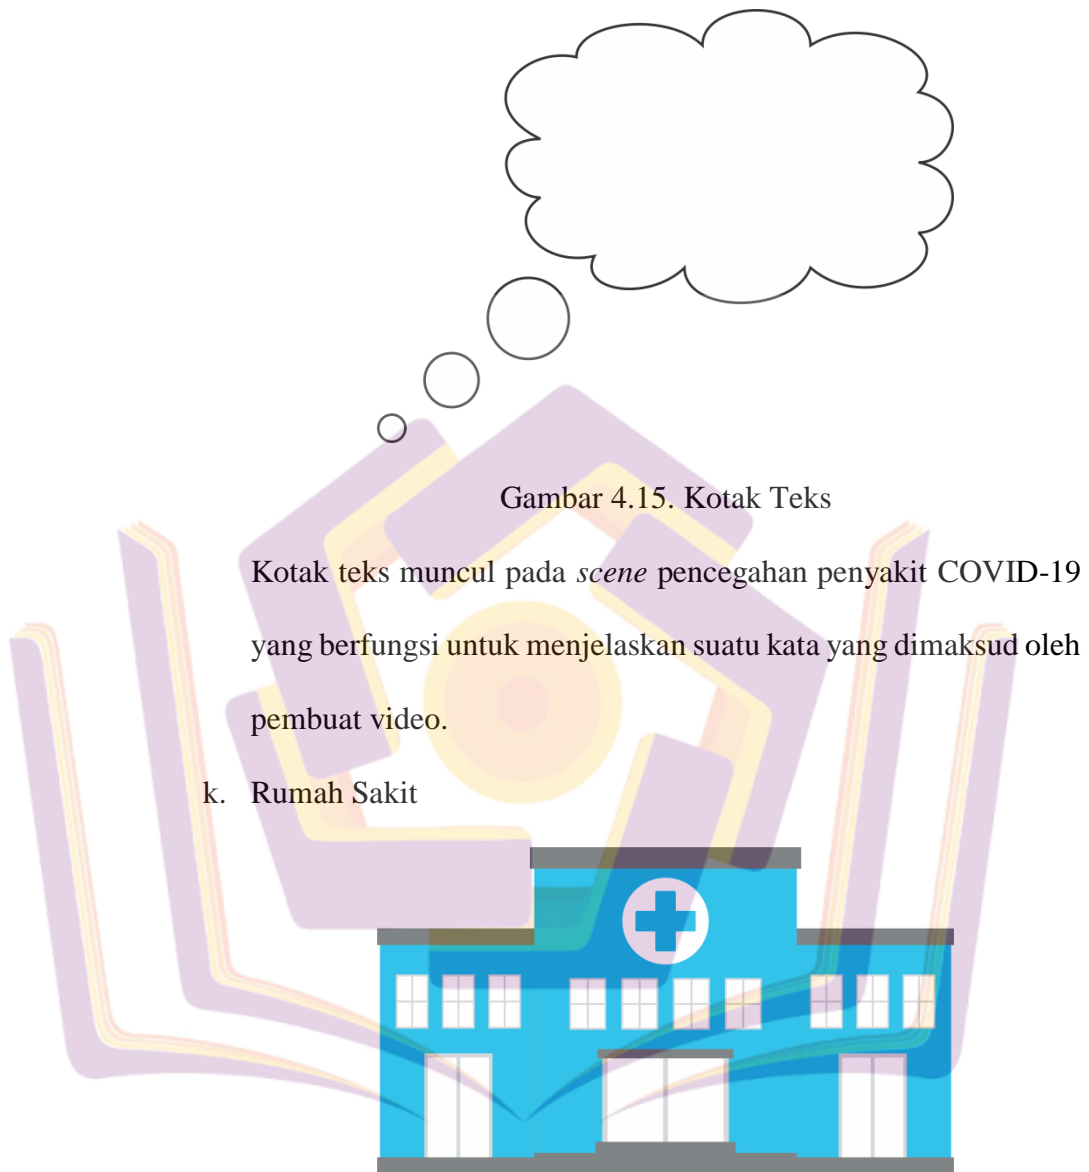 Gambar 4.15. Kotak Teks
Kotak teks muncul pada scene pencegahan penyakit COVID-19
yang berfungsi untuk menjelaskan suatu kata yang dimaksud oleh
pembuat video.
k. Rumah Sakit